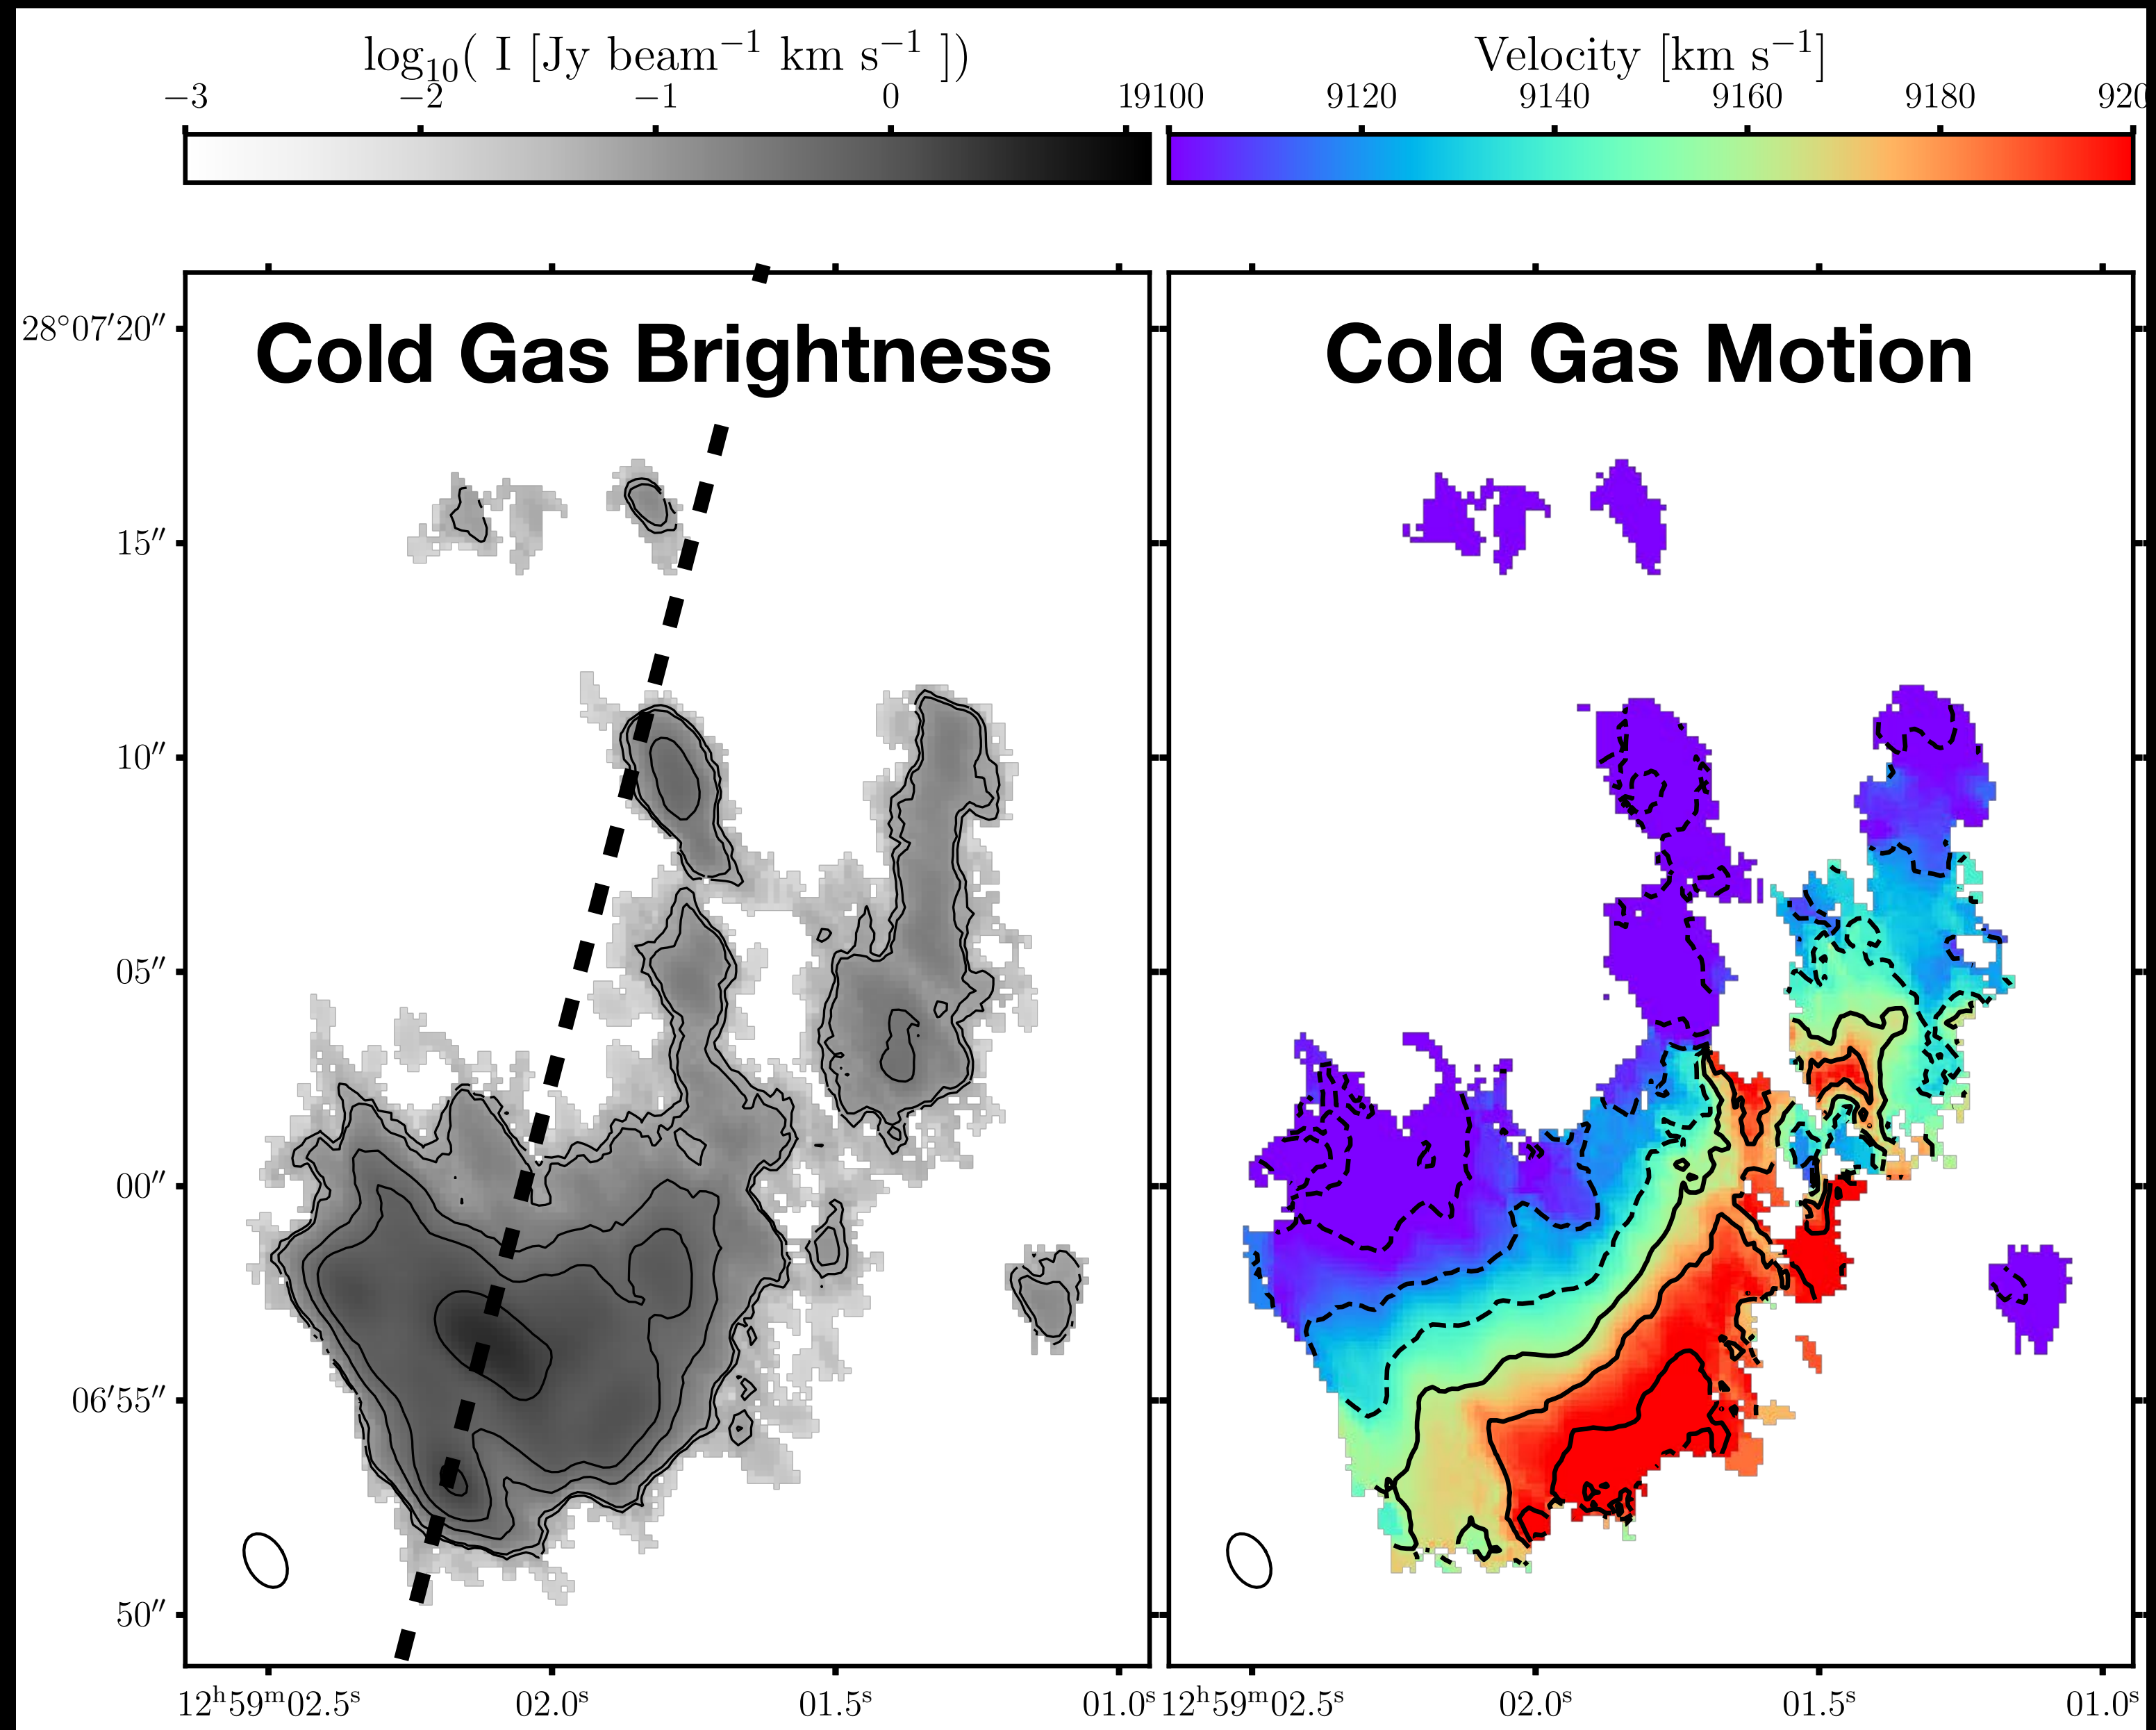 log₁₀( I [Jy beam⁻¹ km s⁻¹ ])
−3 −2 −1 0 1
Velocity [km s⁻¹]
9100 9120 9140 9160 9180 920
Cold Gas Brightness
Cold Gas Motion
28°07′20″
15″
10″
05″
00″
06′55″
50″
12ʰ59ᵐ02.5ˢ 02.0ˢ 01.5ˢ 01.0ˢ
12ʰ59ᵐ02.5ˢ 02.0ˢ 01.5ˢ 01.0ˢ